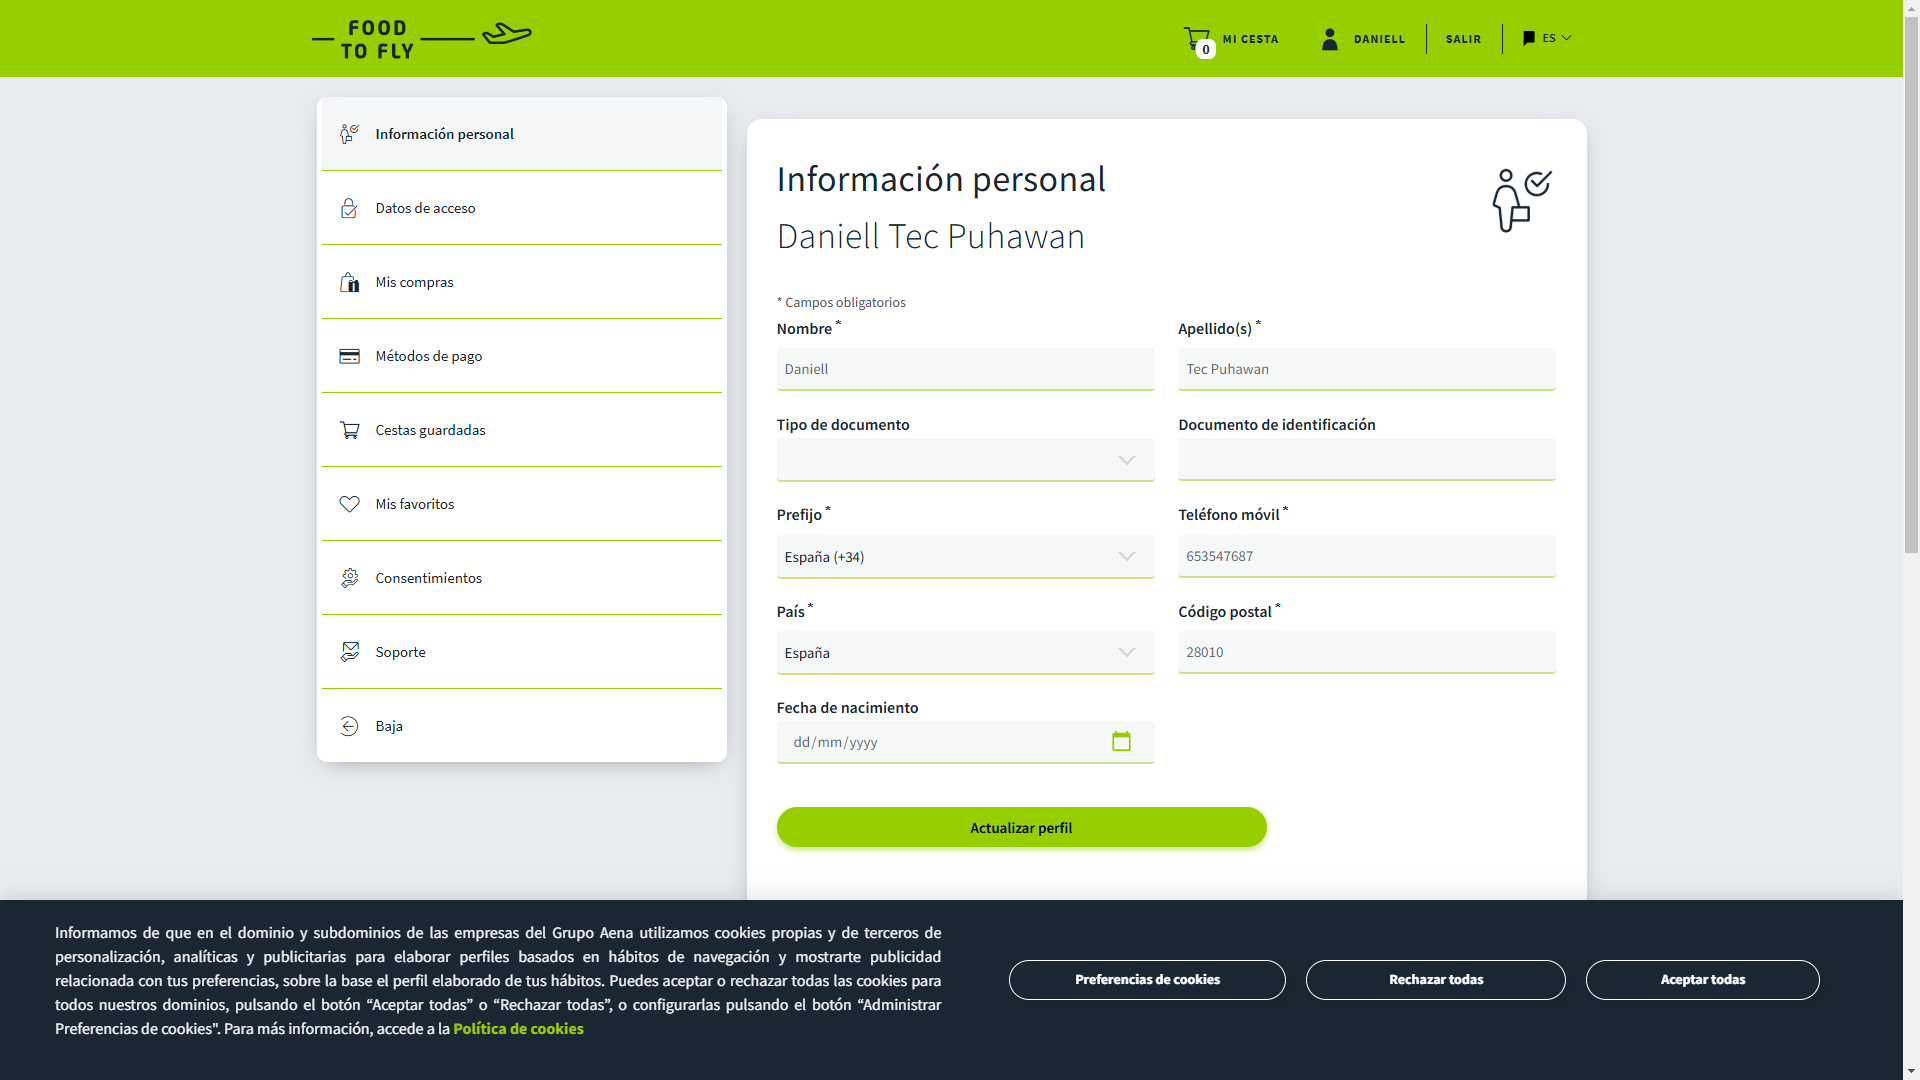 FOOD
TO FLY
0
MI CESTA
DANIELL
SALIR
ES
Información personal
Datos de acceso
Mis compras
Métodos de pago
Cestas guardadas
Mis favoritos
Consentimientos
Soporte
Baja
Información personal
Daniell Tec Puhawan
* Campos obligatorios
Nombre *
Apellido(s) *
Daniell
Tec Puhawan
Tipo de documento
Documento de identificación
Prefijo *
Teléfono móvil *
España (+34)
653547687
País *
Código postal *
España
28010
Fecha de nacimiento
dd/mm/yyyy
Actualizar perfil
Informamos de que en el dominio y subdominios de las empresas del Grupo Aena utilizamos cookies propias y de terceros de
personalización, analíticas y publicitarias para elaborar perfiles basados en hábitos de navegación y mostrarte publicidad
relacionada con tus preferencias, sobre la base el perfil elaborado de tus hábitos. Puedes aceptar o rechazar todas las cookies para
todos nuestros dominios, pulsando el botón “Aceptar todas” o “Rechazar todas”, o configurarlas pulsando el botón “Administrar
Preferencias de cookies". Para más información, accede a la Política de cookies
Preferencias de cookies
Rechazar todas
Aceptar todas